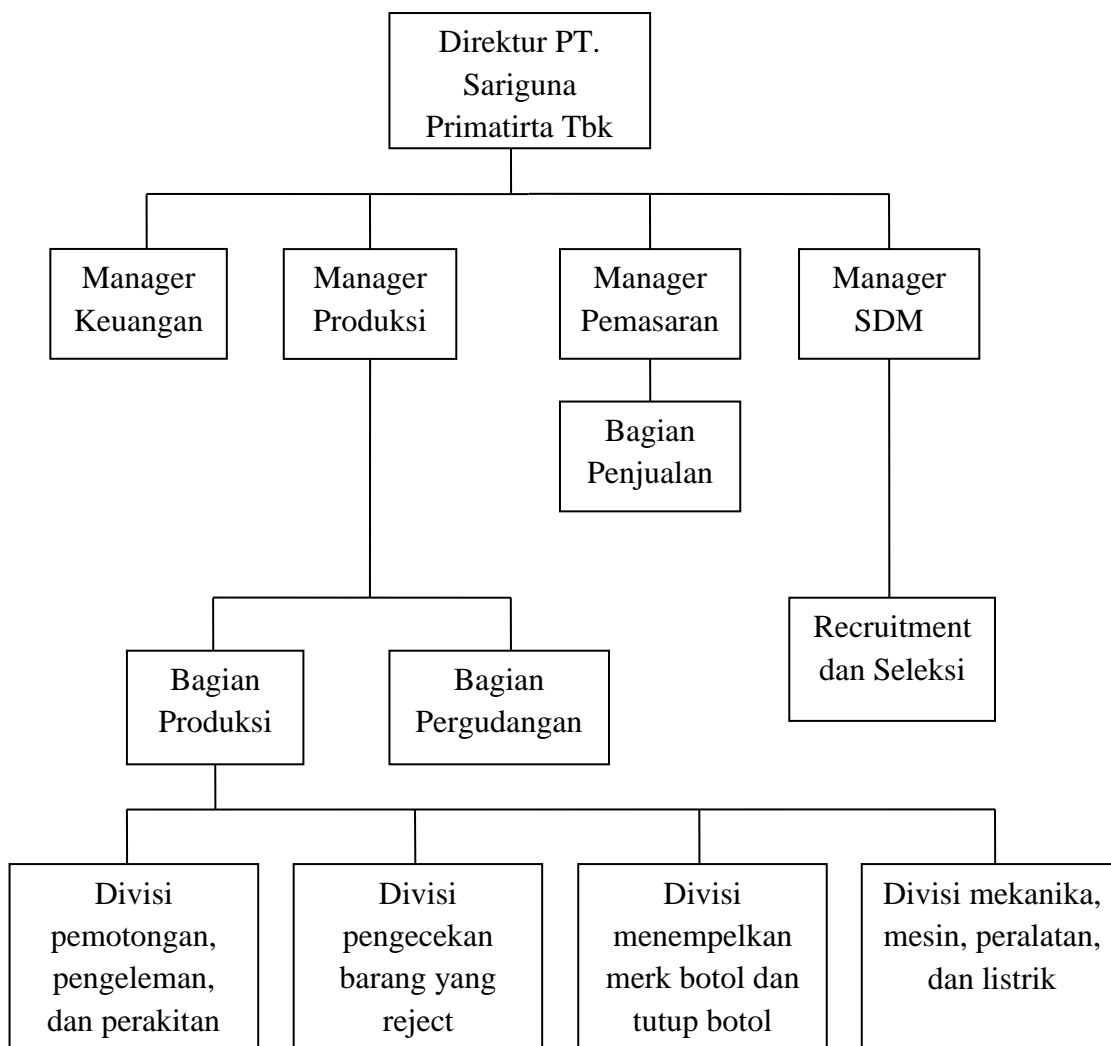 Direktur PT.
Sariguna
Primatirta Tbk
Manager
Keuangan
Manager
Produksi
Manager
Pemasaran
Manager
SDM
Bagian
Penjualan
Recruitment
dan Seleksi
Bagian
Produksi
Bagian
Pergudangan
Divisi
pemotongan,
pengeleman,
dan perakitan
Divisi
pengecekan
barang yang
reject
Divisi
menempelkan
merk botol dan
tutup botol
Divisi mekanika,
mesin, peralatan,
dan listrik